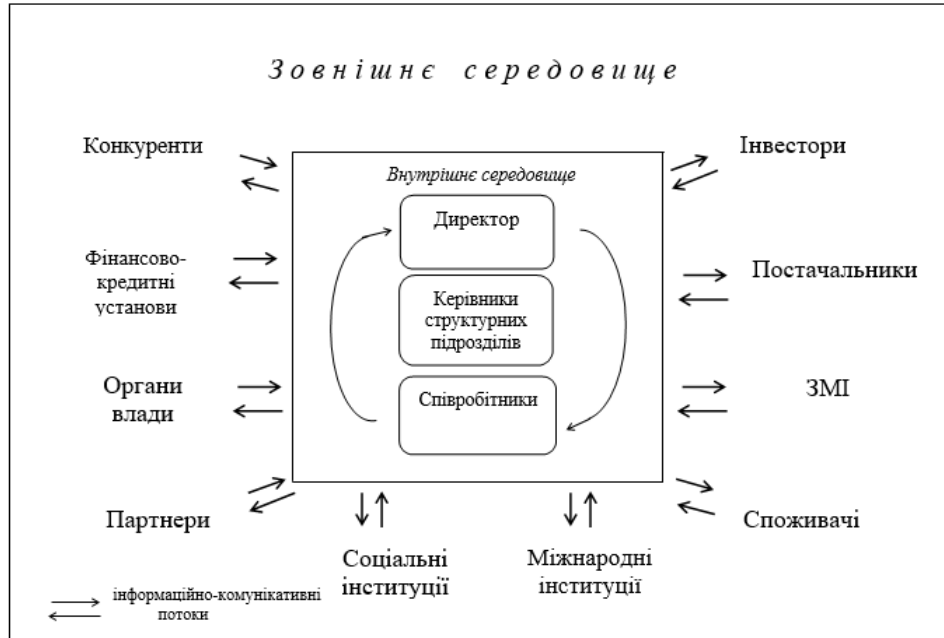 Зовнішнє середовище
Конкуренти
Інвестори
Внутрішнє середовище
Директор
Фінансово-
кредитні
установи
Постачальники
Керівники
структурних
підрозділів
Органи
влади
Співробітники
ЗМІ
Партнери
Споживачі
Соціальні
інституції
Міжнародні
інституції
інформаційно-комунікативні
потоки